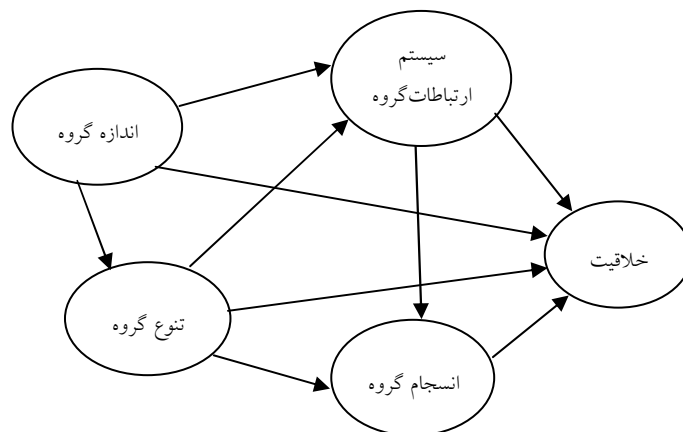 سیستم
ارتباطات گروه
اندازه گروه
خلاقیت
تنوع گروه
انسجام گروه